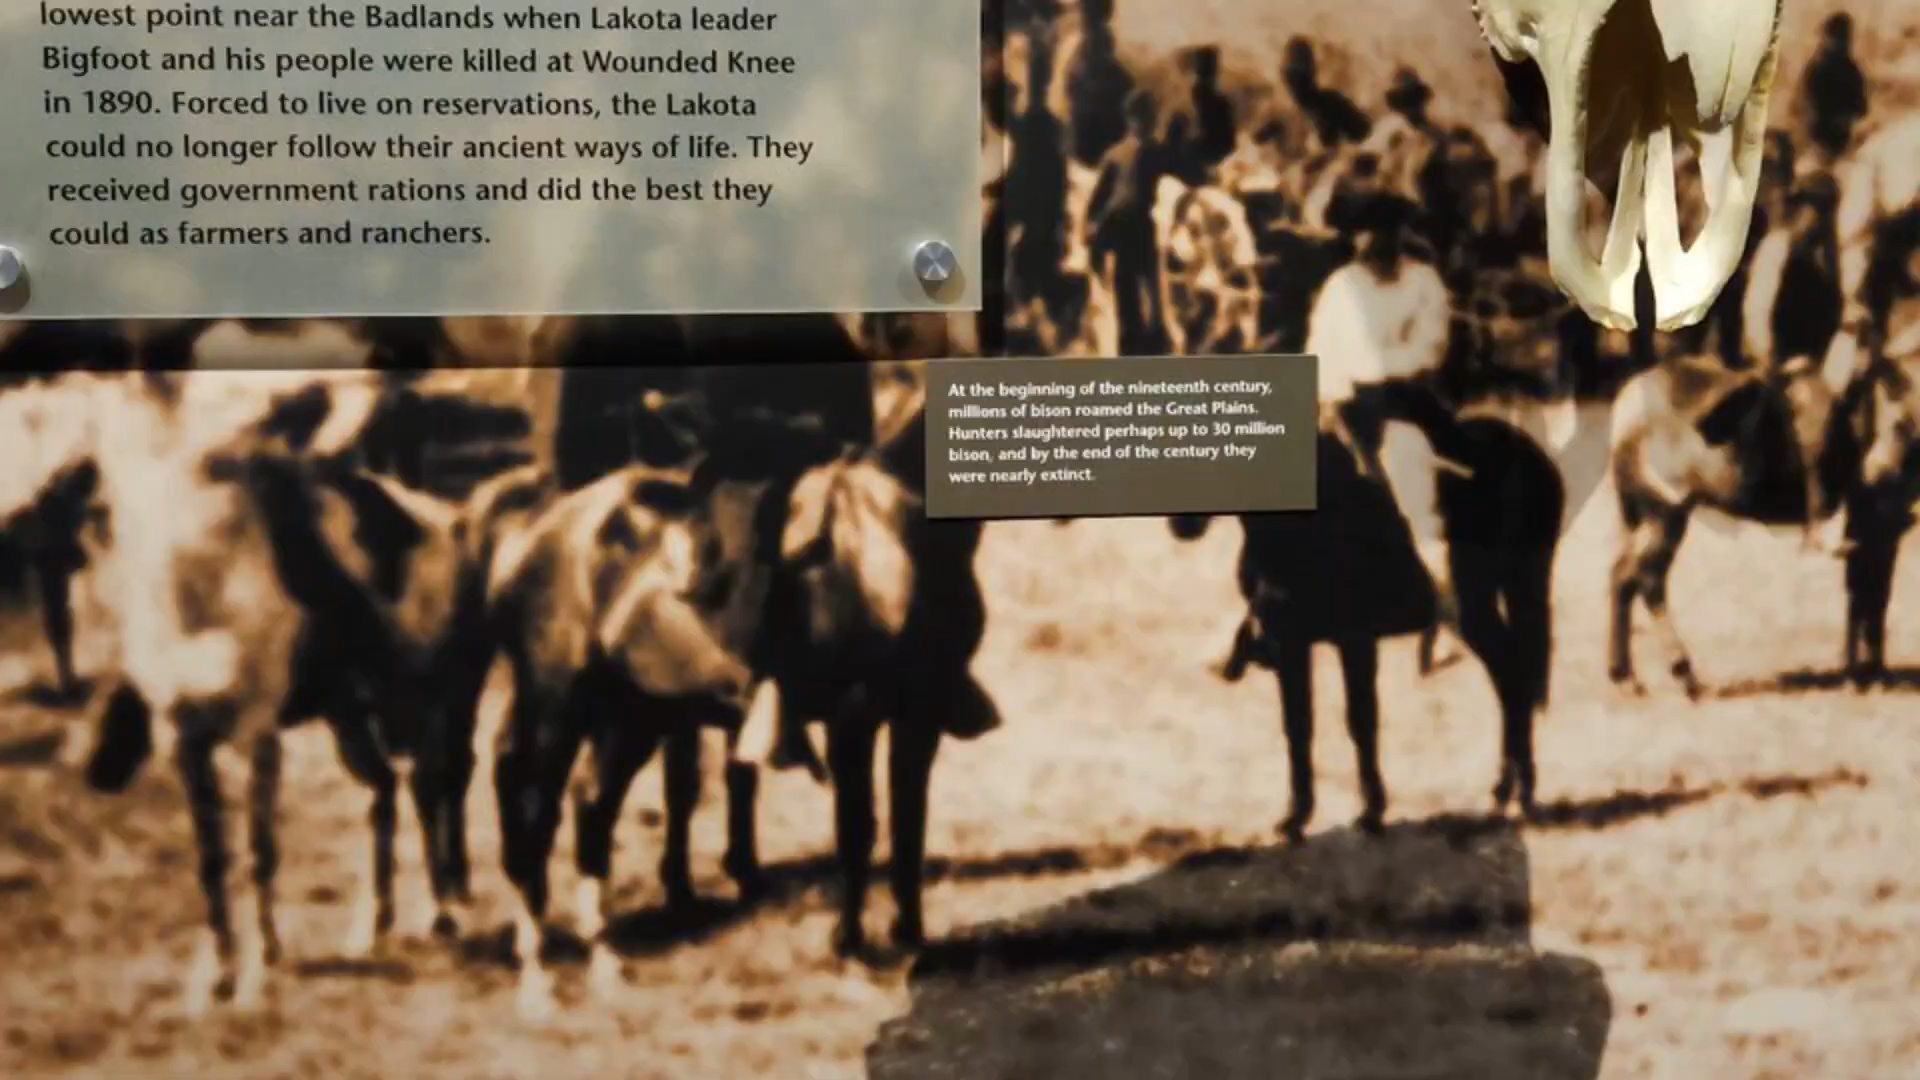 lowest point near the Badlands when Lakota leader
Bigfoot and his people were killed at Wounded Knee
in 1890. Forced to live on reservations, the Lakota
could no longer follow their ancient ways of life. They
received government rations and did the best they
could as farmers and ranchers.
At the beginning of the nineteenth century,
millions of bison roamed the Great Plains.
Hunters slaughtered perhaps up to 30 million
bison, and by the end of the century they
were nearly extinct.